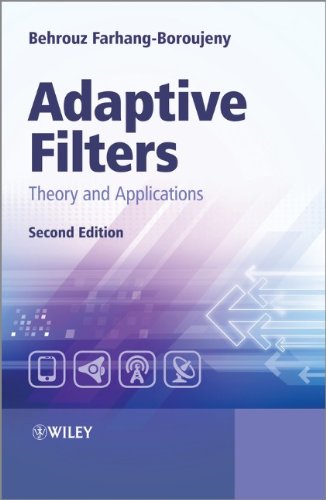 Behrouz Farhang-Boroujeny
Adaptive
Filters
Theory and Applications
Second Edition
WILEY